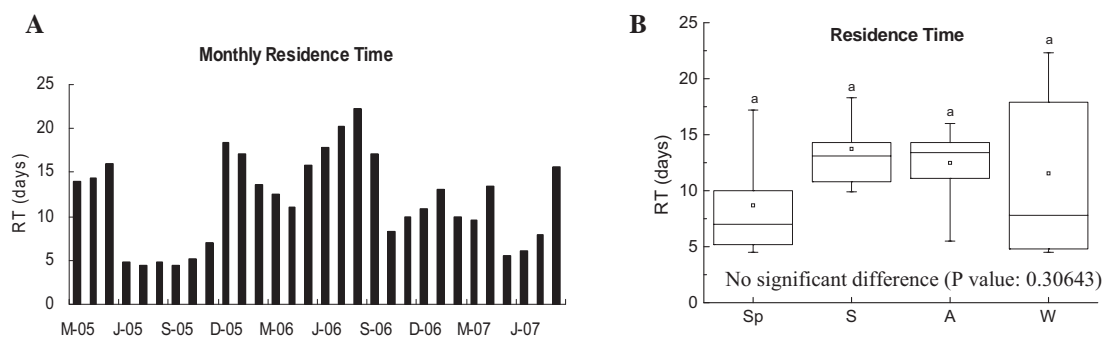 A
Monthly Residence Time
RT (days)
25
20
15
10
5
0
M-05 J-05 S-05 D-05 M-06 J-06 S-06 D-06 M-07 J-07
B
Residence Time
RT (days)
25
20
15
10
5
0
a a a a
No significant difference (P value: 0.30643)
Sp S A W